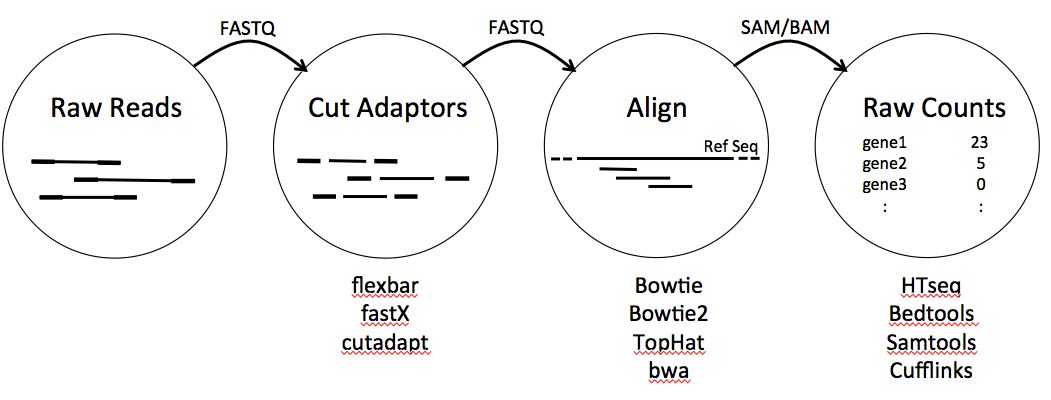 FASTQ
FASTQ
SAM/BAM
Raw Reads
Cut Adaptors
Align
Raw Counts
Ref Seq
gene1 23
gene2 5
gene3 0
: :
flexbar
fastX
cutadapt
Bowtie
Bowtie2
TopHat
bwa
HTseq
Bedtools
Samtools
Cufflinks